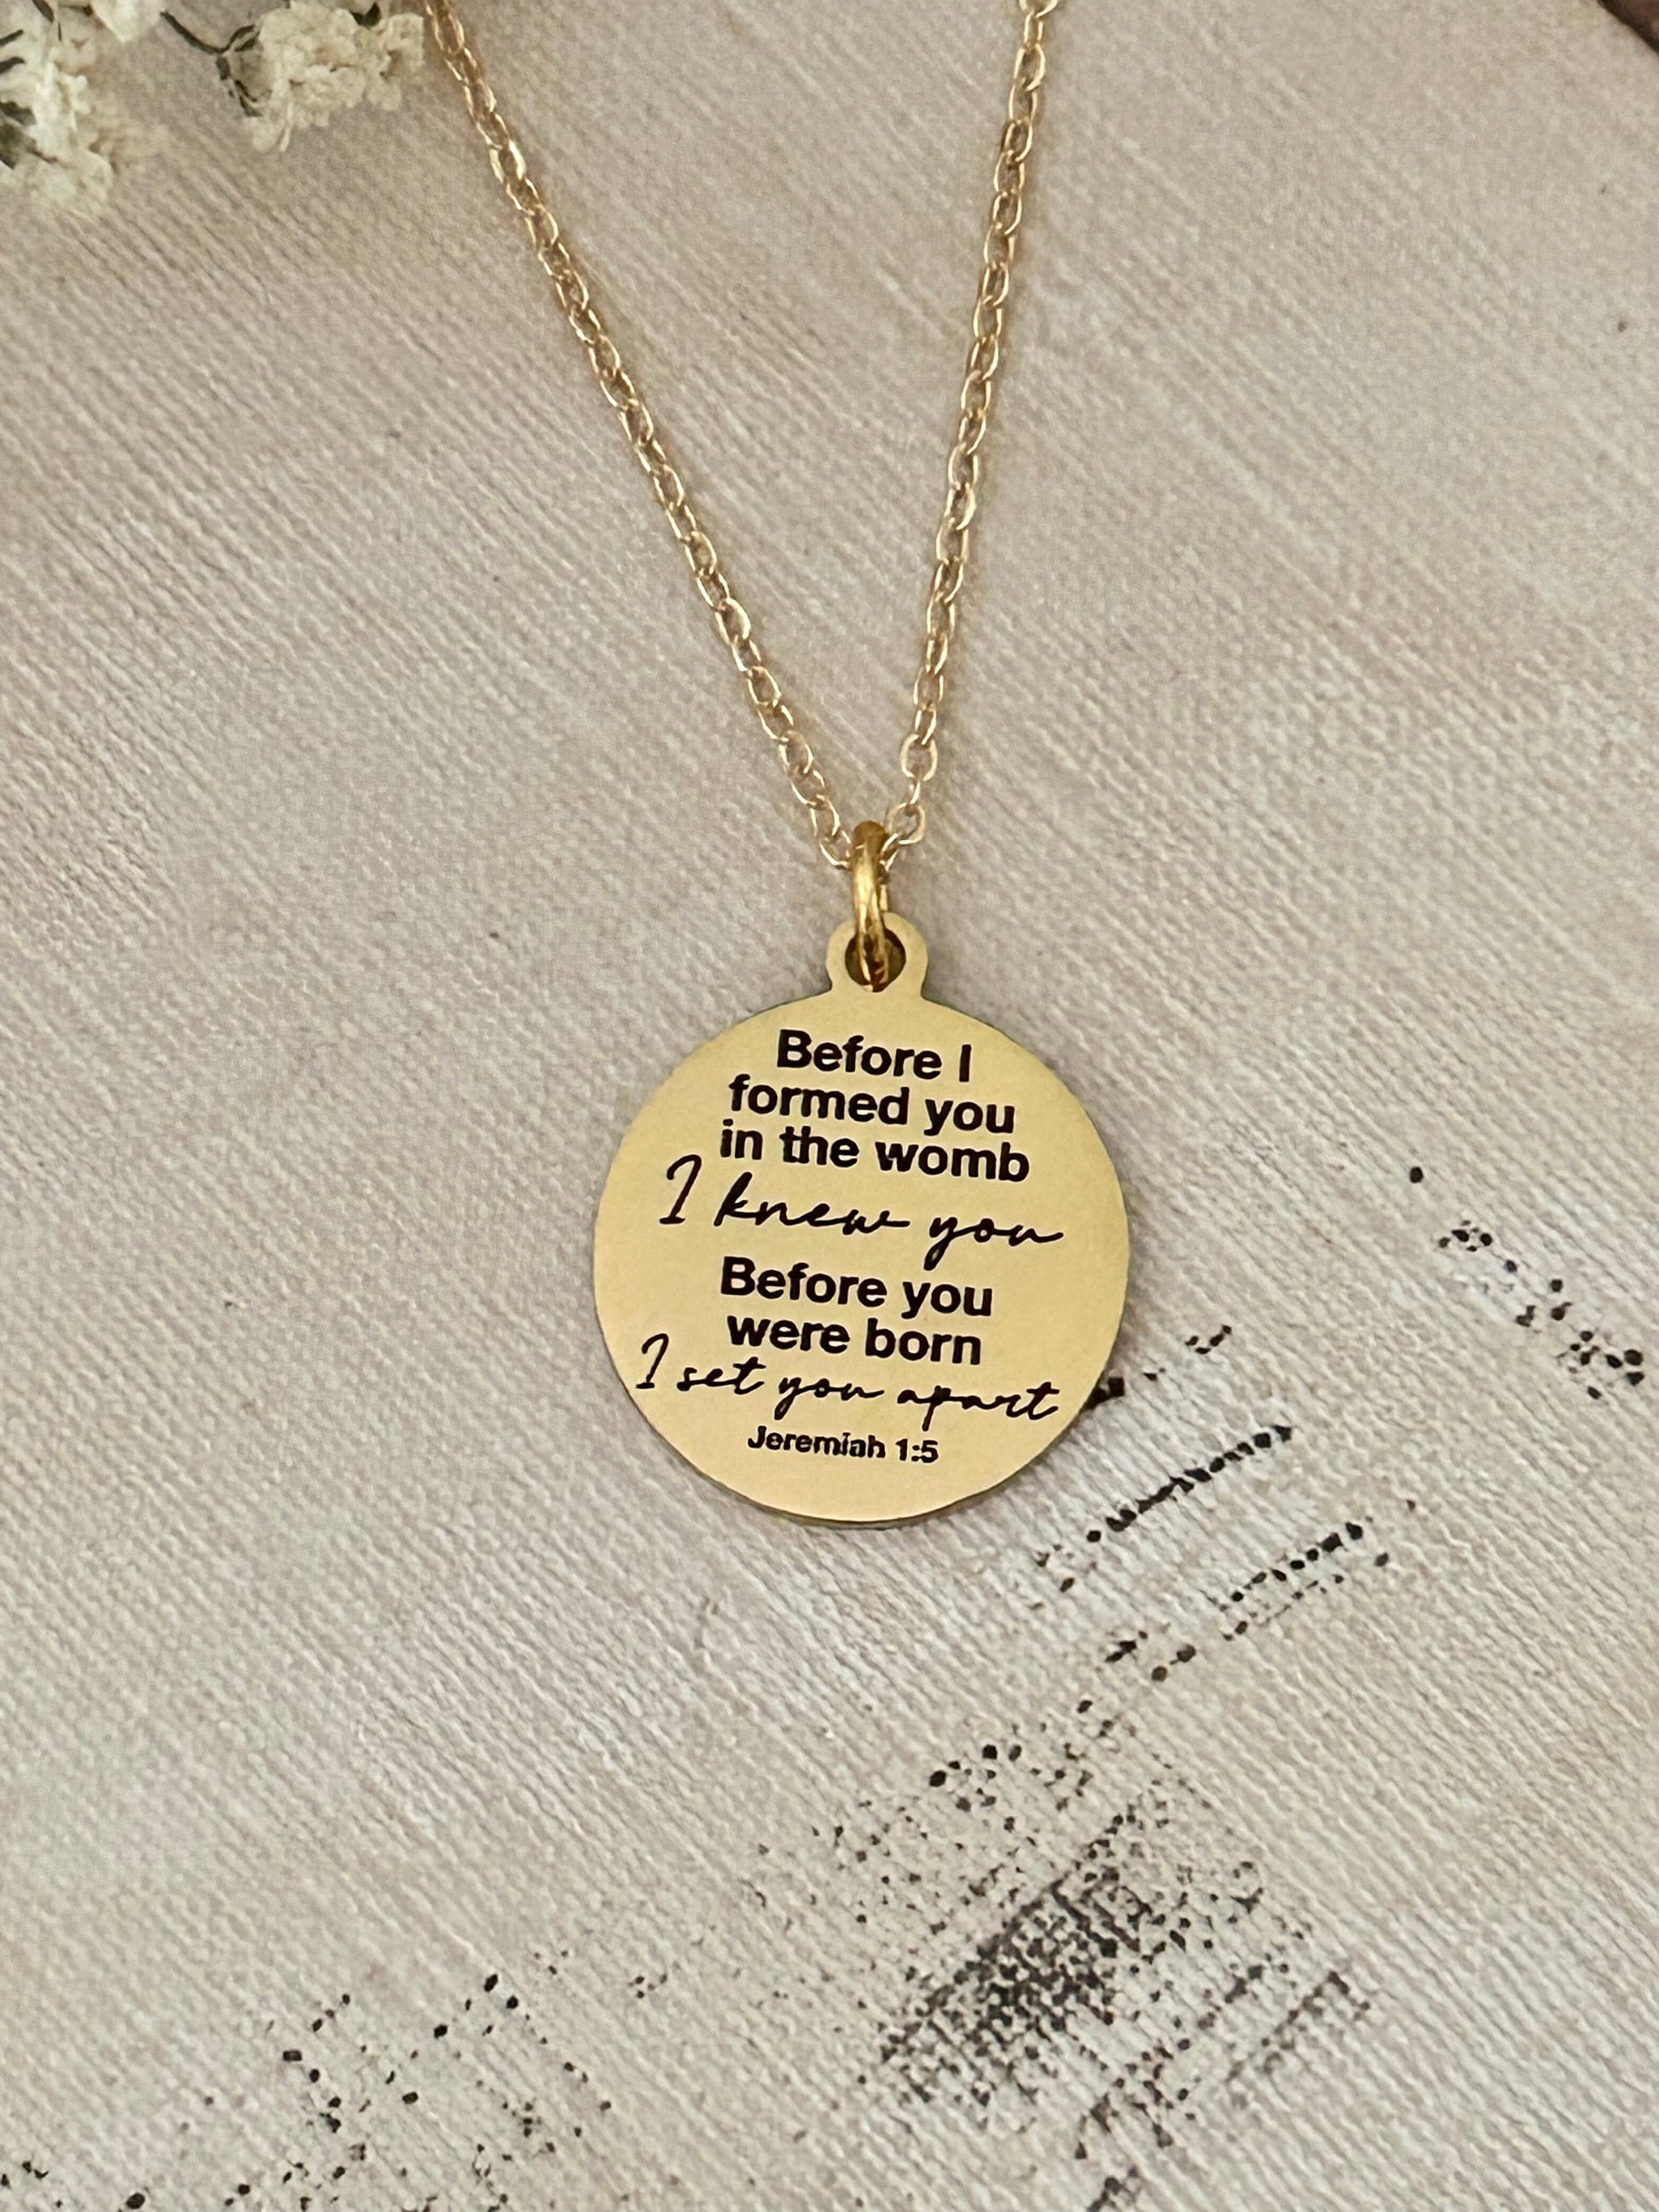 Before I
formed you
in the womb
I knew you
Before you
were born
I set you apart
Jeremiah 1:5